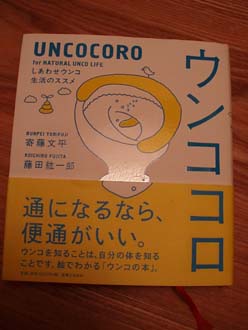 UNCOCORO
for NATURAL UNCO LIFE
しあわせウンコ
生活のススメ
BUNPEI YORIFUJI
寄藤文平
KOICHIRO FUJITA
藤田紘一郎
ウンココロ
通になるなら、
便通がいい。
ウンコを知ることは、自分の体を知る
ことです。絵でわかる「ウンコの本」。